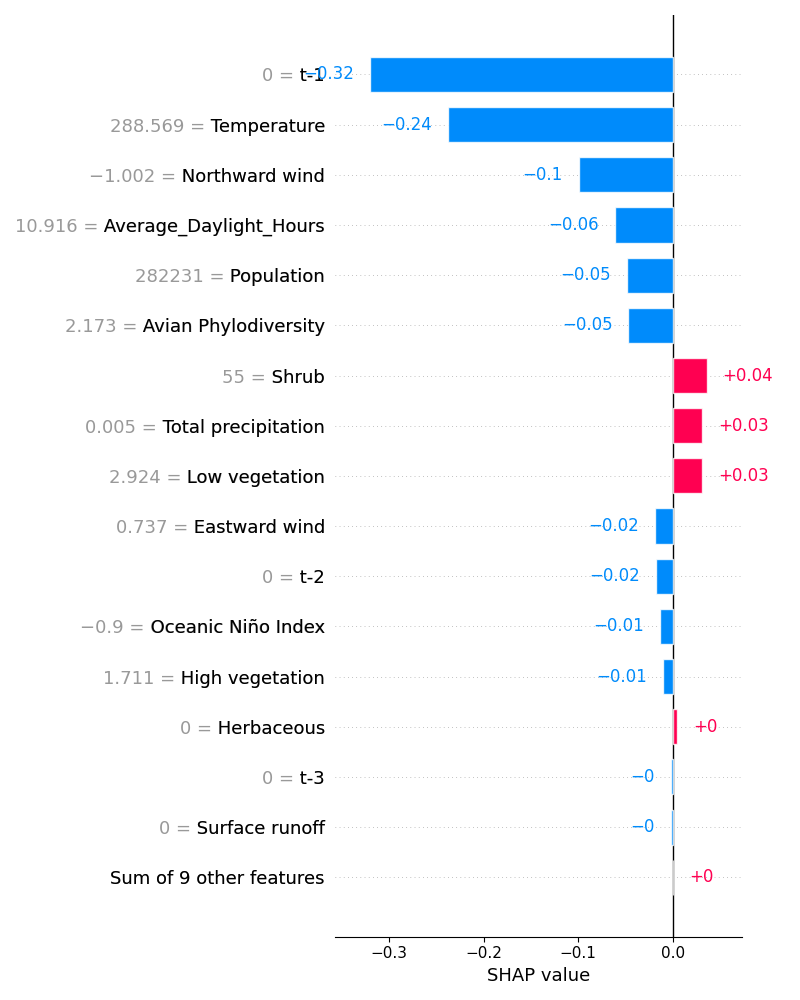 0 = t-1 −0.32
288.569 = Temperature −0.24
−1.002 = Northward wind −0.1
10.916 = Average_Daylight_Hours −0.06
282231 = Population −0.05
2.173 = Avian Phylodiversity −0.05
55 = Shrub +0.04
0.005 = Total precipitation +0.03
2.924 = Low vegetation +0.03
0.737 = Eastward wind −0.02
0 = t-2 −0.02
−0.9 = Oceanic Niño Index −0.01
1.711 = High vegetation −0.01
0 = Herbaceous +0
0 = t-3 −0
0 = Surface runoff −0
Sum of 9 other features +0
−0.3 −0.2 −0.1 0.0
SHAP value